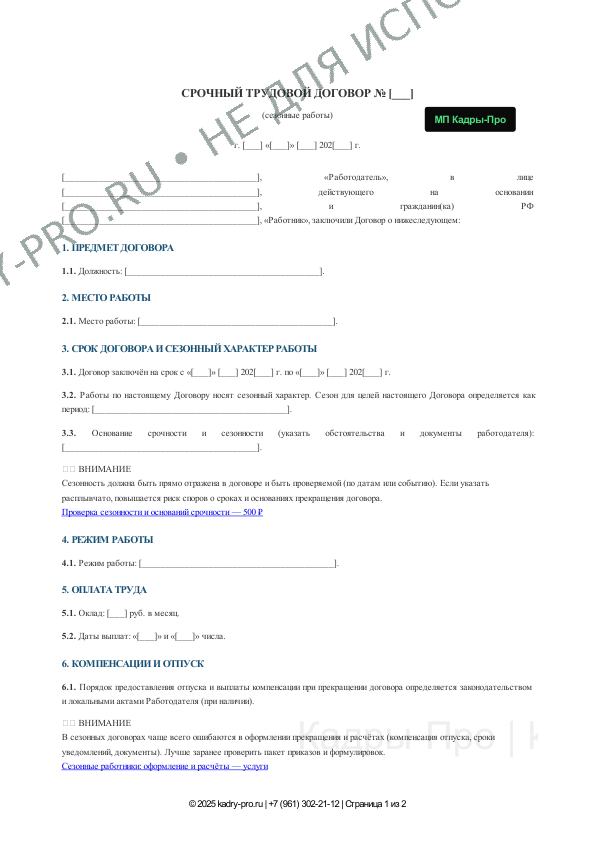 Y-PRO.RU • НЕ ДЛЯ ИСПО
СРОЧНЫЙ ТРУДОВОЙ ДОГОВОР № [___]
(сезонные работы)
МП Кадры-Про
г. [___] «[___]» [___] 202[___] г.
[________________________________________], «Работодатель», в лице
[________________________________________], действующего на основании
[________________________________________], и гражданин(ка) РФ
[________________________________________], «Работник», заключили Договор о нижеследующем:
1. ПРЕДМЕТ ДОГОВОРА
1.1. Должность: [________________________________________].
2. МЕСТО РАБОТЫ
2.1. Место работы: [________________________________________].
3. СРОК ДОГОВОРА И СЕЗОННЫЙ ХАРАКТЕР РАБОТЫ
3.1. Договор заключён на срок с «[___]» [___] 202[___] г. по «[___]» [___] 202[___] г.
3.2. Работы по настоящему Договору носят сезонный характер. Сезон для целей настоящего Договора определяется как
период: [________________________________________].
3.3. Основание срочности и сезонности (указать обстоятельства и документы работодателя):
[________________________________________].
ВНИМАНИЕ
Сезонность должна быть прямо отражена в договоре и быть проверяемой (по датам или событию). Если указать
расплывчато, повышается риск споров о сроках и основаниях прекращения договора.
Проверка сезонности и оснований срочности — 500 ₽
4. РЕЖИМ РАБОТЫ
4.1. Режим работы: [________________________________________].
5. ОПЛАТА ТРУДА
5.1. Оклад: [___] руб. в месяц.
5.2. Даты выплат: «[___]» и «[___]» числа.
6. КОМПЕНСАЦИИ И ОТПУСК
6.1. Порядок предоставления отпуска и выплаты компенсации при прекращении договора определяется законодательством
и локальными актами Работодателя (при наличии).
ВНИМАНИЕ
В сезонных договорах чаще всего ошибаются в оформлении прекращения и расчётах (компенсация отпуска, сроки
уведомлений, документы). Лучше заранее проверить пакет приказов и формулировок.
Сезонные работники: оформление и расчёты — услуги
Кадры Про | К
© 2025 kadry-pro.ru | +7 (961) 302-21-12 | Страница 1 из 2